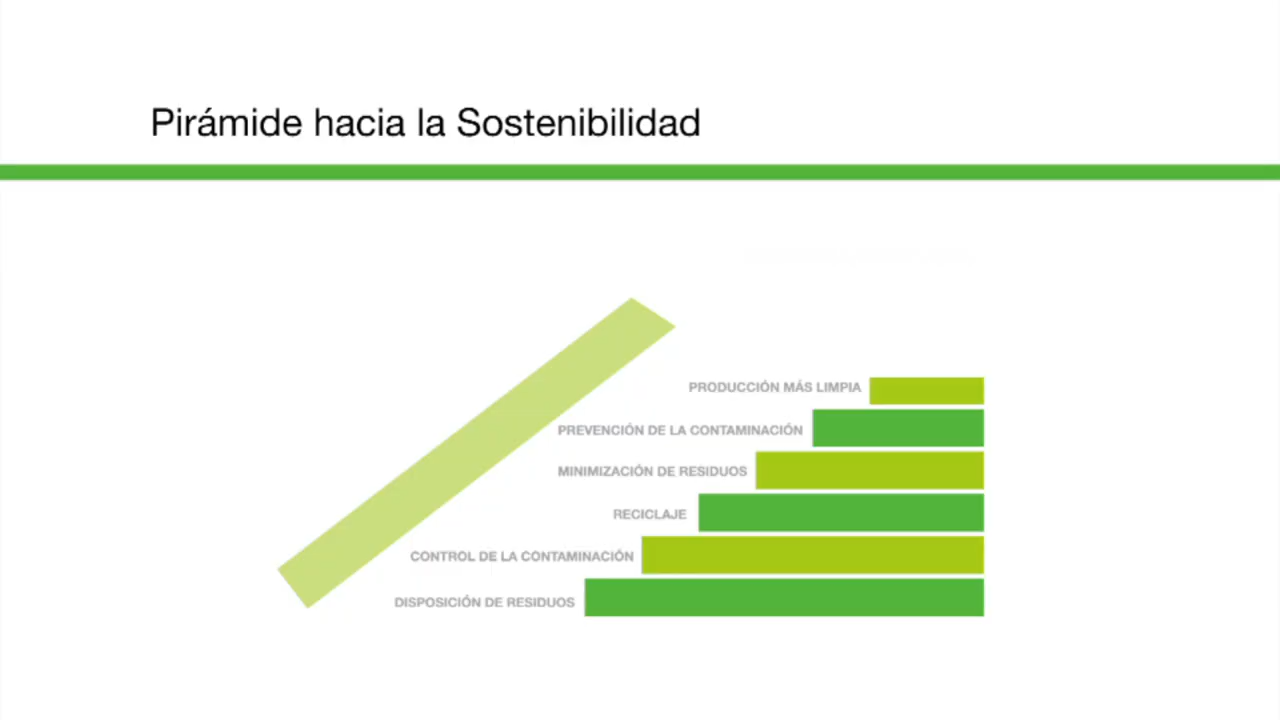 Pirámide hacia la Sostenibilidad
PRODUCCIÓN MÁS LIMPIA
PREVENCIÓN DE LA CONTAMINACIÓN
MINIMIZACIÓN DE RESIDUOS
RECICLAJE
CONTROL DE LA CONTAMINACIÓN
DISPOSICIÓN DE RESIDUOS